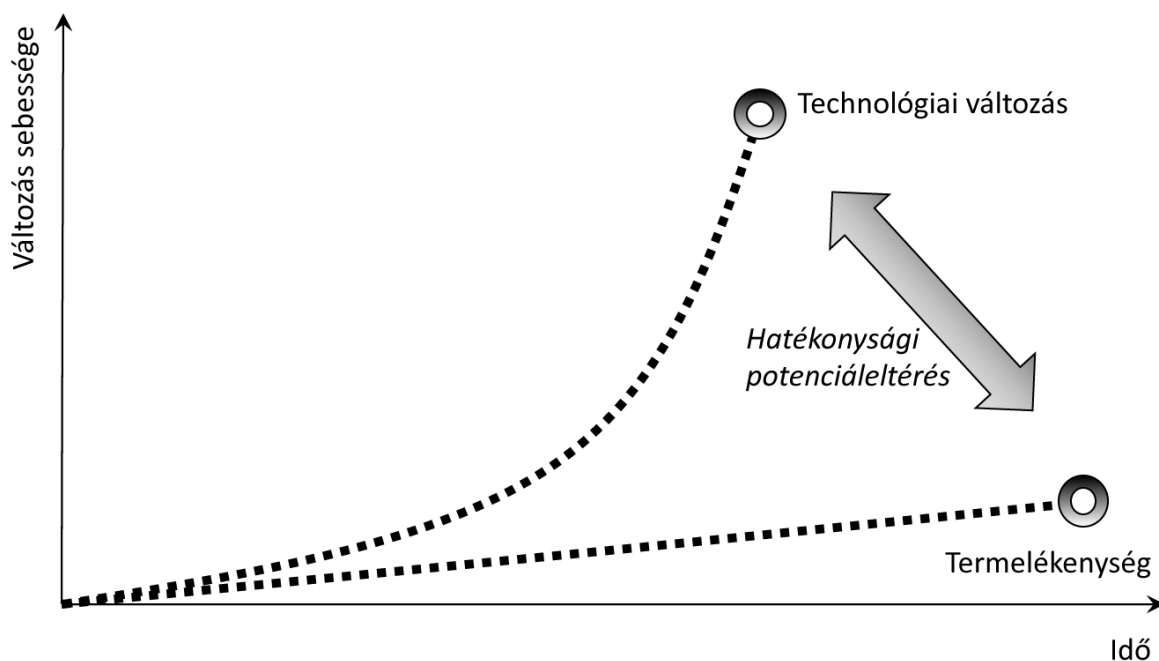 Változás sebessége
Technológiai változás
Hatékonysági
potenciáleltérés
Termelékenység
Idő